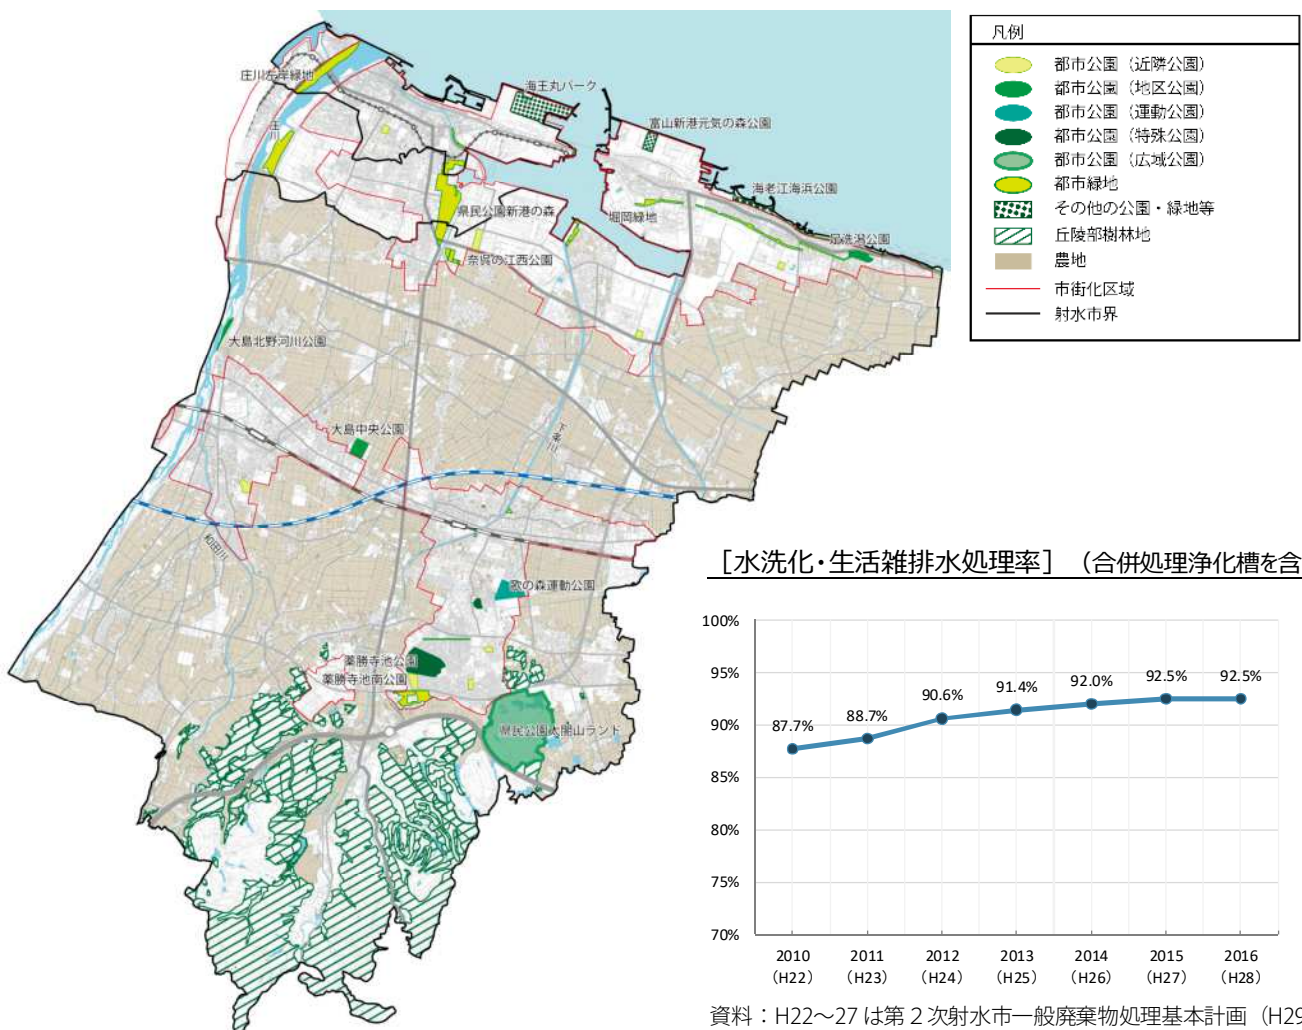 庄川左岸緑地
海王丸パーク
富山新港元気の森公園
庄川
海老江海浜公園
県民公園新港の森
堀岡緑地
足洗潟公園
奈呉の江西公園
大島北野河川公園
大島中央公園
下条川
和田川
歌の森運動公園
薬勝寺池公園
薬勝寺池南公園
県民公園太閤山ランド
凡例
都市公園（近隣公園）
都市公園（地区公園）
都市公園（運動公園）
都市公園（特殊公園）
都市公園（広域公園）
都市緑地
その他の公園・緑地等
丘陵部樹林地
農地
市街化区域
射水市界
［水洗化・生活雑排水処理率］（合併処理浄化槽を含
100%
95%
90%
85%
80%
75%
70%
87.7%
88.7%
90.6%
91.4%
92.0%
92.5%
92.5%
2010 2011 2012 2013 2014 2015 2016
（H22） （H23） （H24） （H25） （H26） （H27） （H28）
資料：H22～27 は第２次射水市一般廃棄物処理基本計画（H29